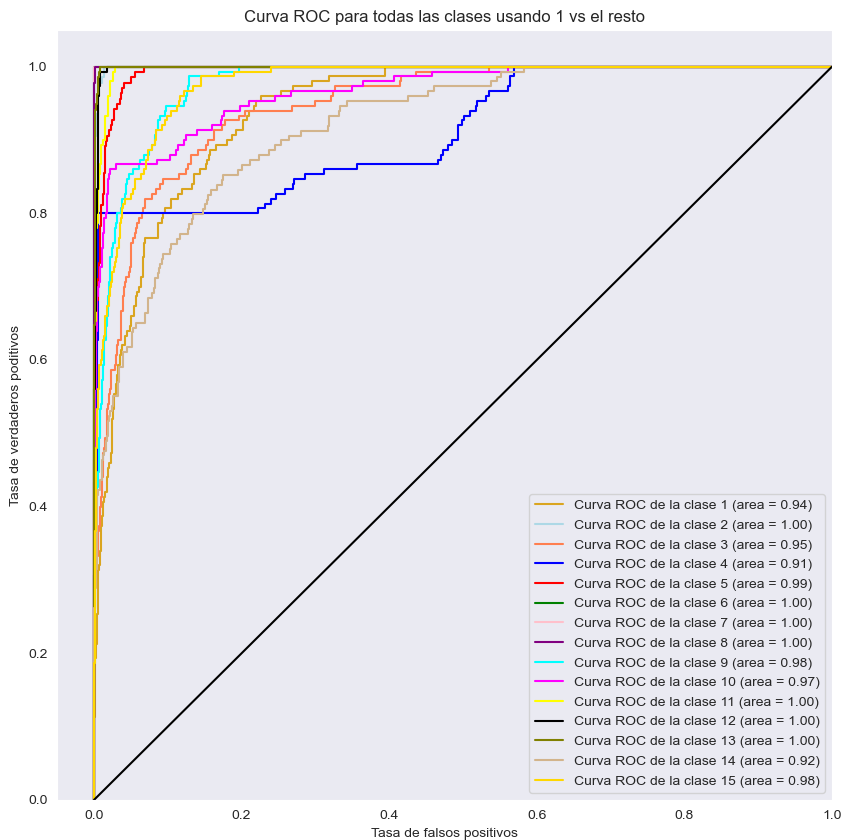 Curva ROC para todas las clases usando 1 vs el resto
Tasa de verdaderos poditivos
1.0
0.8
0.6
0.4
0.2
0.0
Curva ROC de la clase 1 (area = 0.94)
Curva ROC de la clase 2 (area = 1.00)
Curva ROC de la clase 3 (area = 0.95)
Curva ROC de la clase 4 (area = 0.91)
Curva ROC de la clase 5 (area = 0.99)
Curva ROC de la clase 6 (area = 1.00)
Curva ROC de la clase 7 (area = 1.00)
Curva ROC de la clase 8 (area = 1.00)
Curva ROC de la clase 9 (area = 0.98)
Curva ROC de la clase 10 (area = 0.97)
Curva ROC de la clase 11 (area = 1.00)
Curva ROC de la clase 12 (area = 1.00)
Curva ROC de la clase 13 (area = 1.00)
Curva ROC de la clase 14 (area = 0.92)
Curva ROC de la clase 15 (area = 0.98)
0.0 0.2 0.4 0.6 0.8 1.0
Tasa de falsos positivos